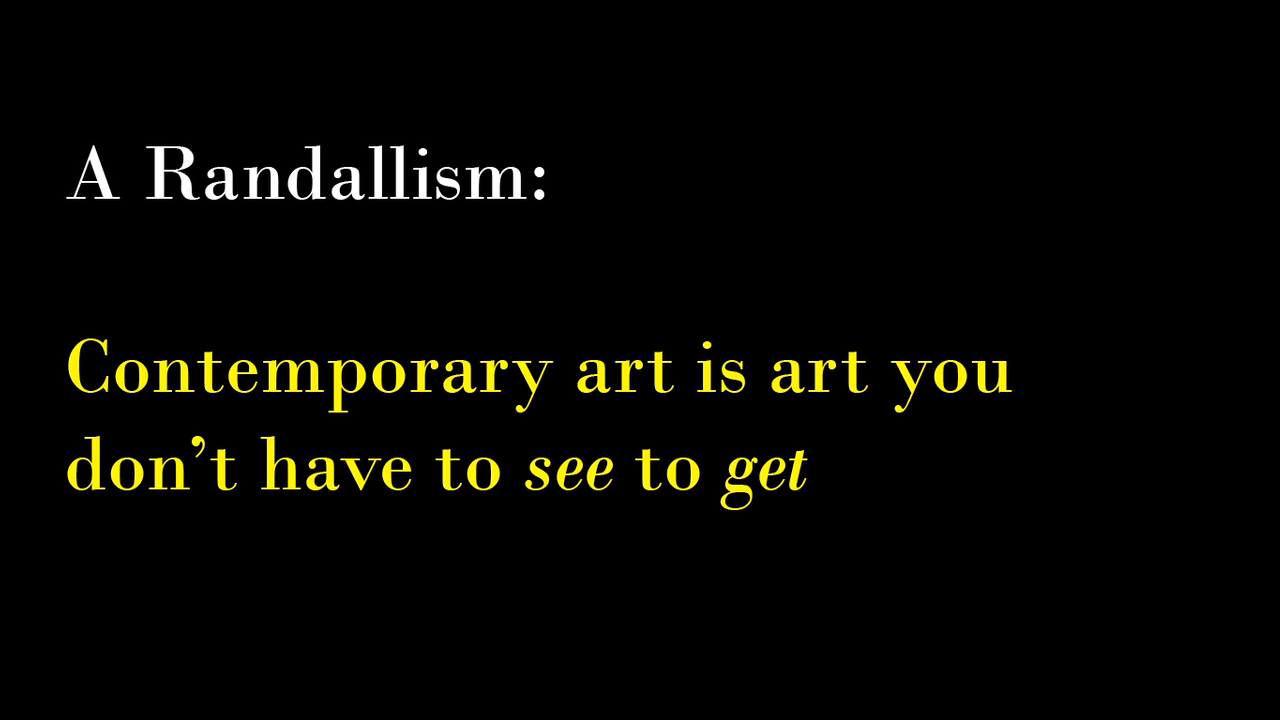 A Randallism:
Contemporary art is art you
don’t have to see to get